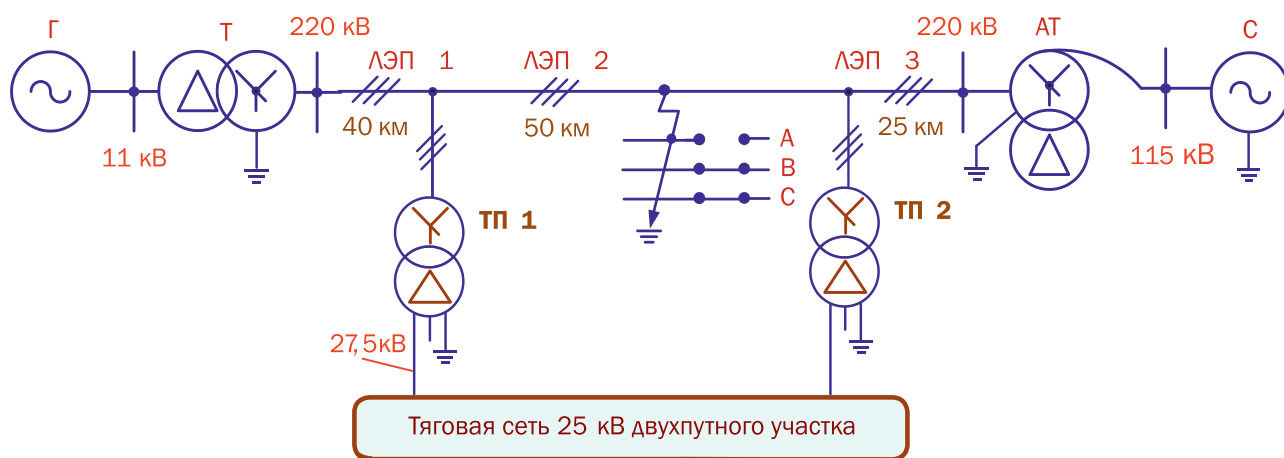 Г
Т
220 кВ
220 кВ
АТ
С
ЛЭП 1
ЛЭП 2
ЛЭП 3
40 км
50 км
25 км
11 кВ
115 кВ
А
В
С
ТП 1
ТП 2
27,5кВ
Тяговая сеть 25 кВ двухпутного участка